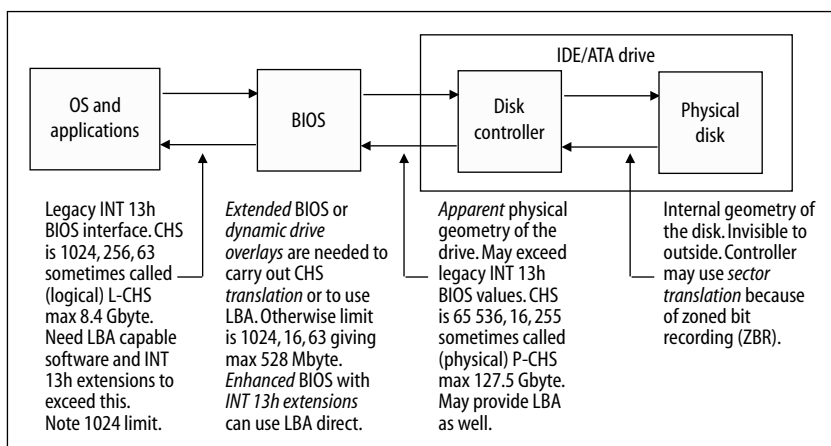 IDE/ATA drive
OS and
applications
BIOS
Disk
controller
Physical
disk
Legacy INT 13h
BIOS interface. CHS
is 1024, 256, 63
sometimes called
(logical) L-CHS
max 8.4 Gbyte.
Need LBA capable
software and INT
13h extensions to
exceed this.
Note 1024 limit.
Extended BIOS or
dynamic drive
overlays are needed to
carry out CHS
translation or to use
LBA. Otherwise limit
is 1024, 16, 63 giving
max 528 Mbyte.
Enhanced BIOS with
INT 13h extensions
can use LBA direct.
Apparent physical
geometry of the
drive. May exceed
legacy INT 13h
BIOS values. CHS
is 65 536, 16, 255
sometimes called
(physical) P-CHS
max 127.5 Gbyte.
May provide LBA
as well.
Internal geometry of
the disk. Invisible to
outside. Controller
may use sector
translation because
of zoned bit
recording (ZBR).